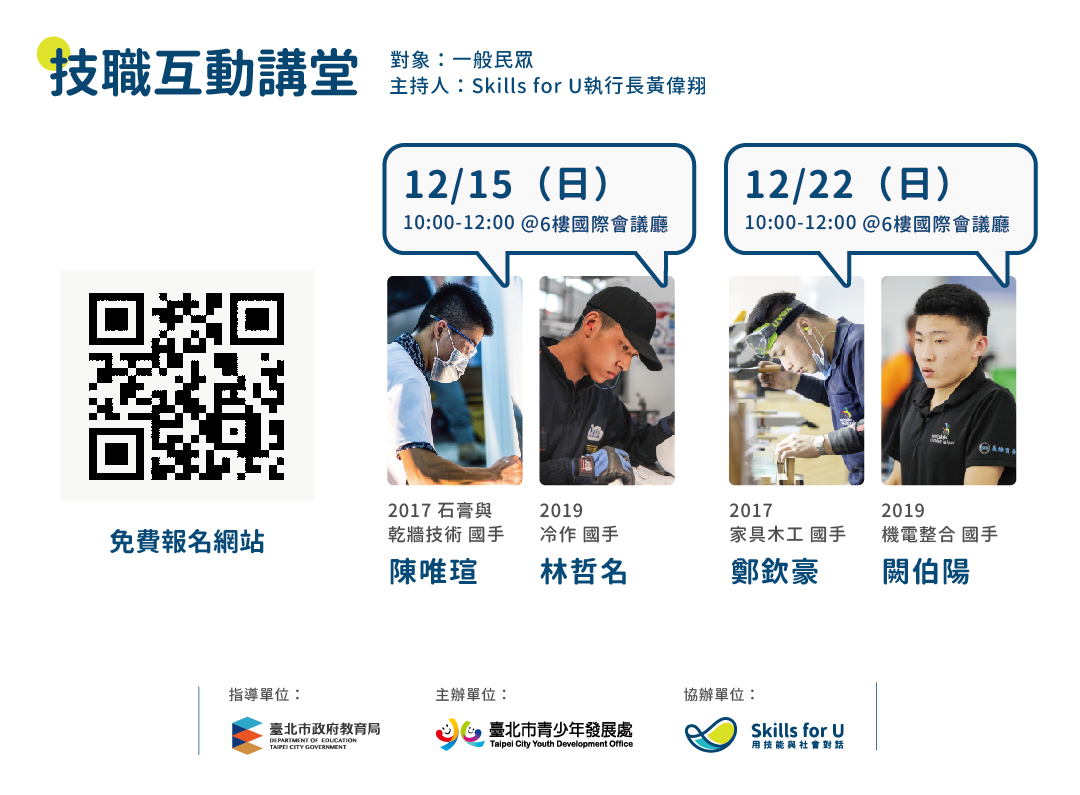 技職互動講堂
對象：一般民眾
主持人：Skills for U執行長黃偉翔
12/15（日）
10:00-12:00 @6樓國際會議廳
12/22（日）
10:00-12:00 @6樓國際會議廳
免費報名網站
2017 石膏與
乾牆技術 國手
陳唯瑄
2019
冷作 國手
林哲名
2017
家具木工 國手
鄭欽豪
2019
機電整合 國手
闕伯陽
指導單位：
臺北市政府教育局
DEPARTMENT OF EDUCATION
TAIPEI CITY GOVERNMENT
主辦單位：
臺北市青少年發展處
Taipei City Youth Development Office
協辦單位：
Skills for U
用技能與社會對話